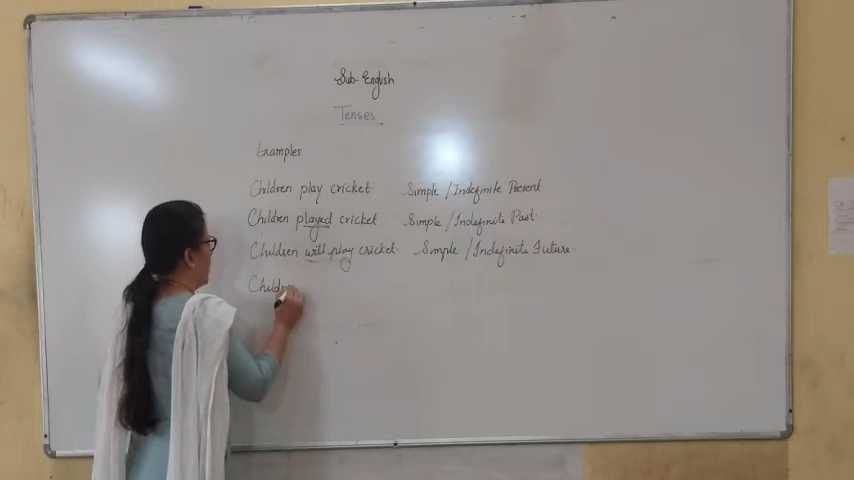 Sub- English
Tenses
Examples
Children play cricket. Simple / Indefinite Present.
Children played cricket Simple / Indefinite Past.
Children will play cricket. Simple / Indefinite Future.
Childr